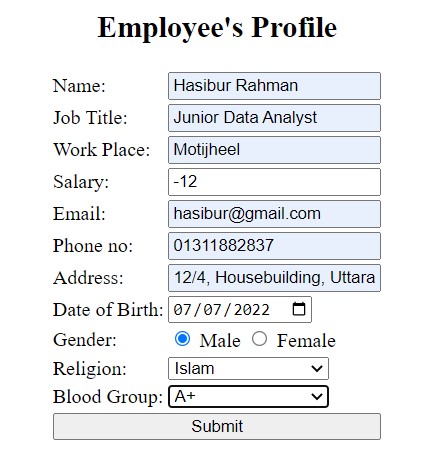 Employee's Profile
Name: Hasibur Rahman
Job Title: Junior Data Analyst
Work Place: Motijheel
Salary: -12
Email: hasibur@gmail.com
Phone no: 01311882837
Address: 12/4, Housebuilding, Uttara
Date of Birth: 07/07/2022
Gender: Male Female
Religion: Islam
Blood Group: A+
Submit